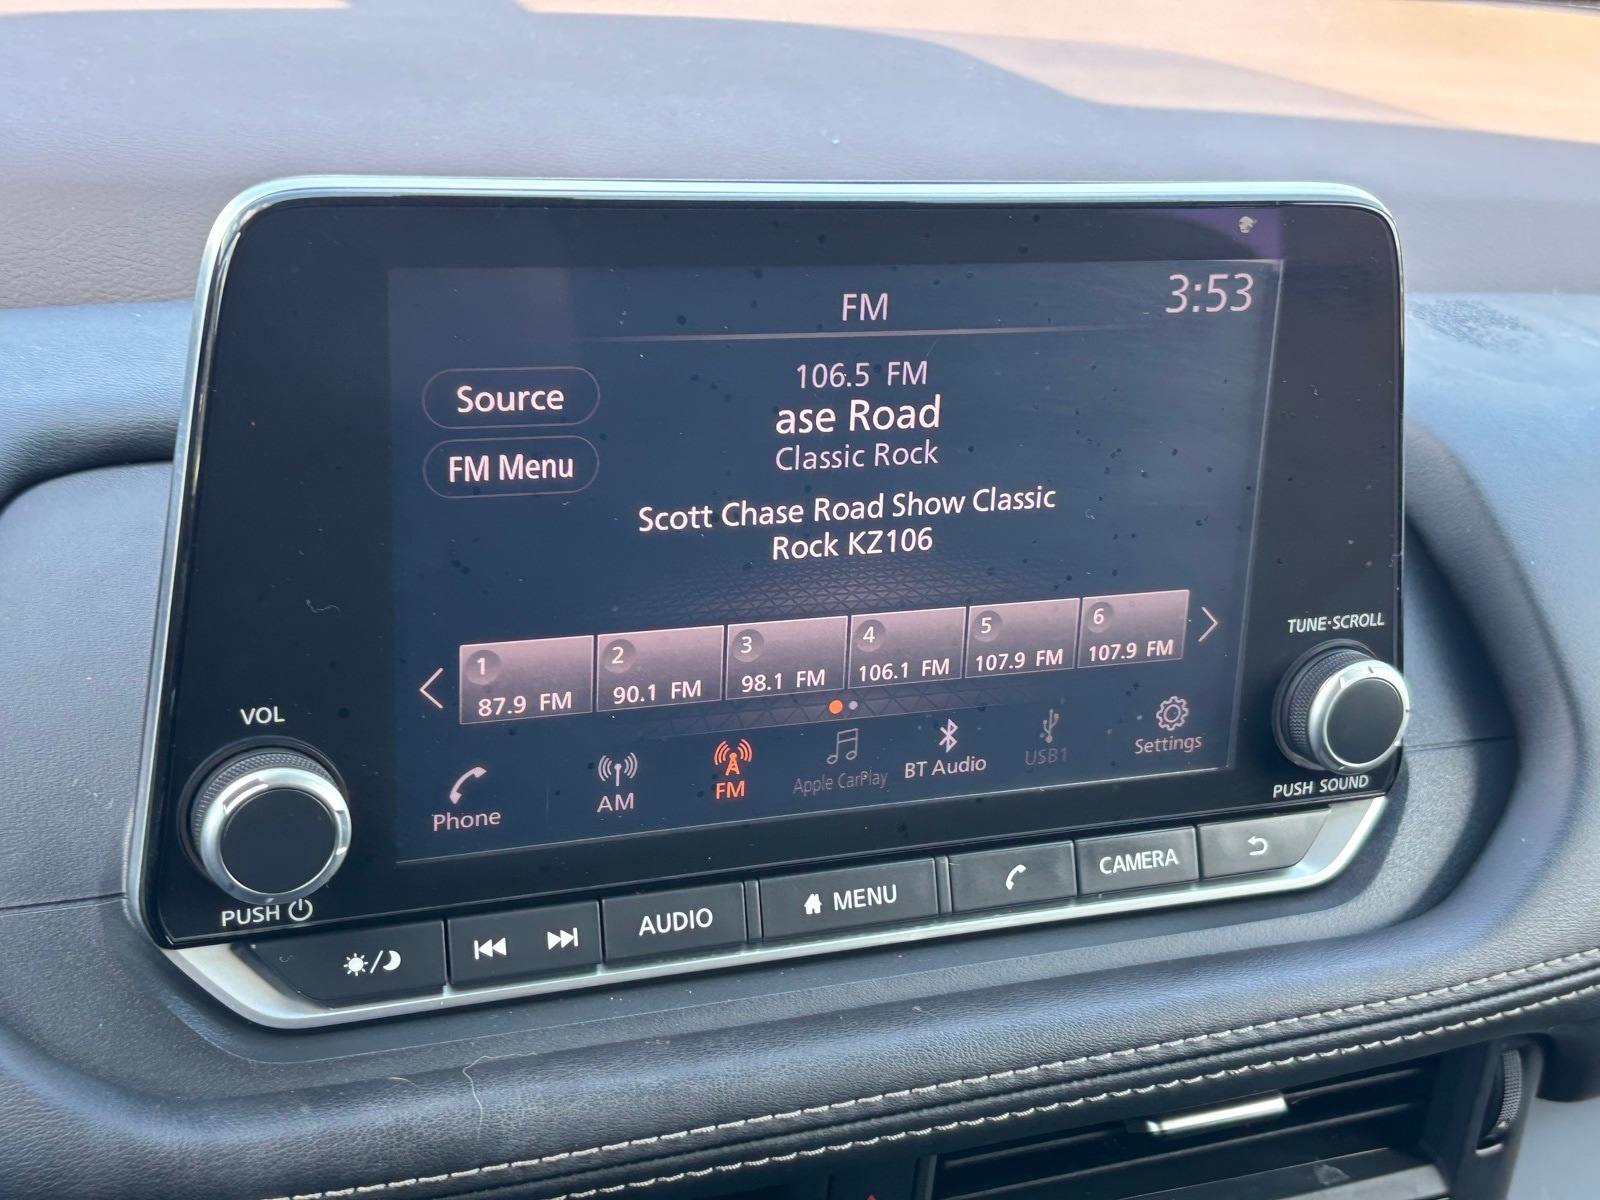 FM
3:53
106.5 FM
Source
ase Road
Classic Rock
FM Menu
Scott Chase Road Show Classic
Rock KZ106
1
87.9 FM
2
90.1 FM
3
98.1 FM
4
106.1 FM
5
107.9 FM
6
107.9 FM
Phone
AM
FM
Apple CarPlay
BT Audio
USB1
Settings
VOL
PUSH
TUNE·SCROLL
PUSH SOUND
AUDIO
MENU
CAMERA